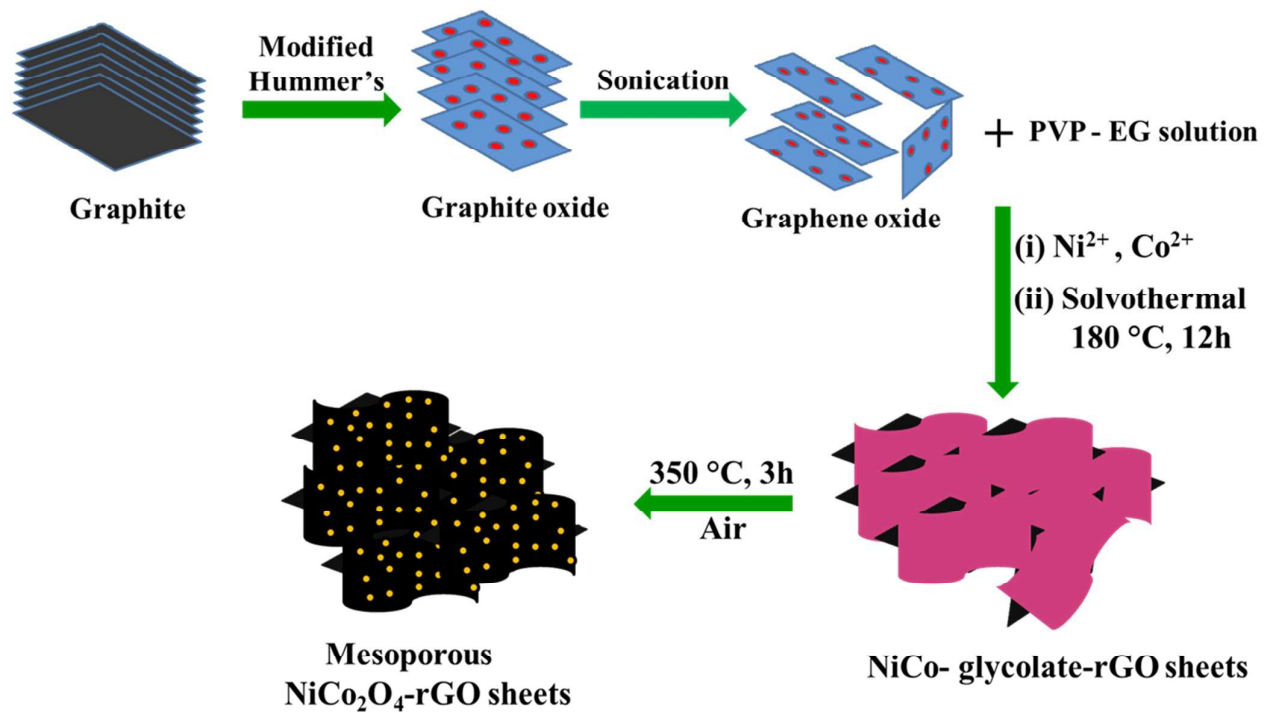 Modified
Hummer's
Sonication
+ PVP - EG solution
Graphite
Graphite oxide
Graphene oxide
(i) Ni²⁺ , Co²⁺
(ii) Solvothermal
180 °C, 12h
350 °C, 3h
Air
Mesoporous
NiCo₂O₄-rGO sheets
NiCo- glycolate-rGO sheets